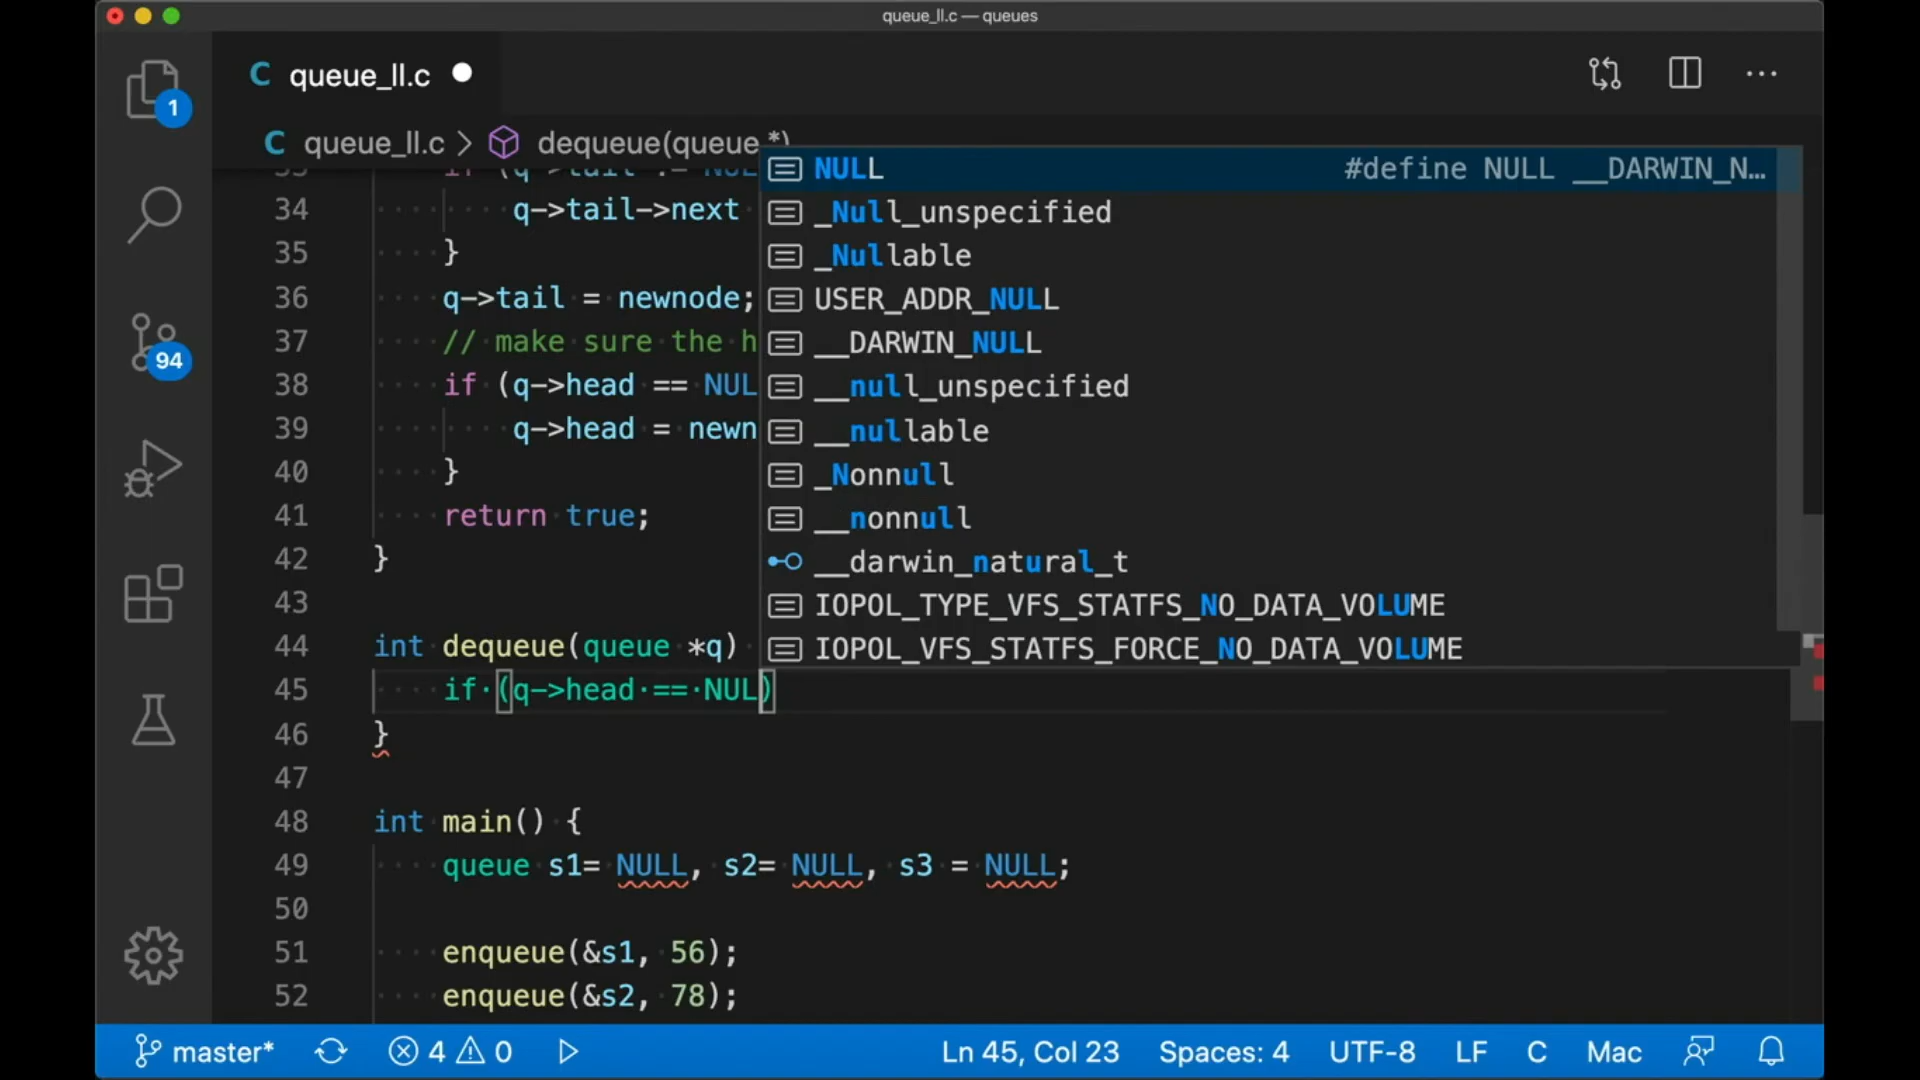 queue_ll.c — queues
1
C queue_ll.c
C queue_ll.c > dequeue(queue *)
NULL #define NULL __DARWIN_N…
34 q->tail->next
_Null_unspecified
35 }
_Nullable
36 q->tail = newnode;
USER_ADDR_NULL
37 // make sure the h
__DARWIN_NULL
94
38 if (q->head == NUL
__null_unspecified
39 q->head = newn
__nullable
40 }
_Nonnull
41 return true;
__nonnull
42 }
__darwin_natural_t
43
IOPOL_TYPE_VFS_STATFS_NO_DATA_VOLUME
44 int dequeue(queue *q)
IOPOL_VFS_STATFS_FORCE_NO_DATA_VOLUME
45 if (q->head == NUL)
46 }
47
48 int main() {
49 queue s1= NULL, s2= NULL, s3 = NULL;
50
51 enqueue(&s1, 56);
52 enqueue(&s2, 78);
master* 4 0 Ln 45, Col 23 Spaces: 4 UTF-8 LF C Mac